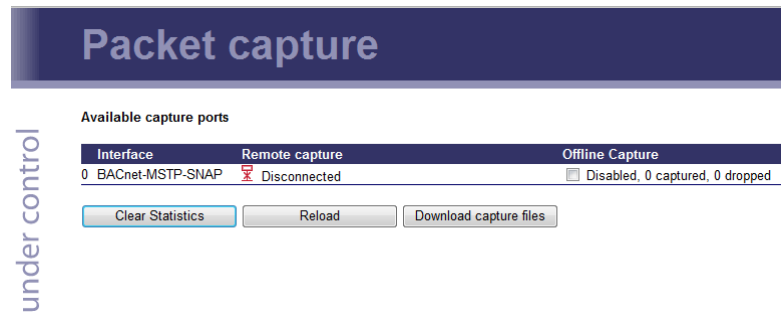 Packet capture
under control
Available capture ports
Interface Remote capture Offline Capture
0 BACnet-MSTP-SNAP Disconnected Disabled, 0 captured, 0 dropped
Clear Statistics Reload Download capture files